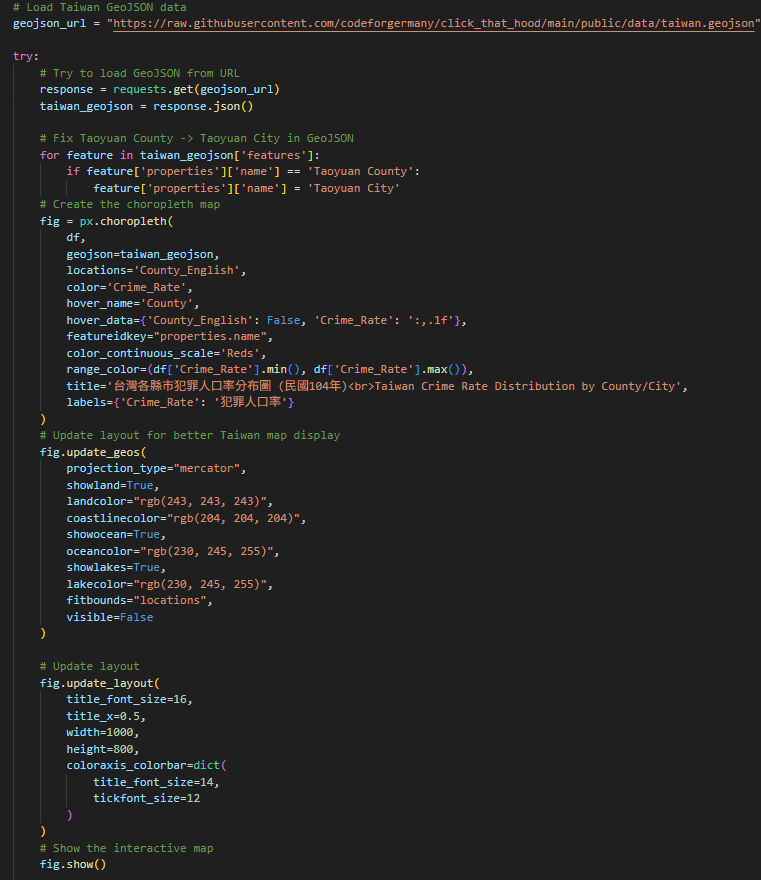 # Load Taiwan GeoJSON data
geojson_url = "https://raw.githubusercontent.com/codeforgermany/click_that_hood/main/public/data/taiwan.geojson"
try:
# Try to load GeoJSON from URL
response = requests.get(geojson_url)
taiwan_geojson = response.json()
# Fix Taoyuan County -> Taoyuan City in GeoJSON
for feature in taiwan_geojson['features']:
if feature['properties']['name'] == 'Taoyuan County':
feature['properties']['name'] = 'Taoyuan City'
# Create the choropleth map
fig = px.choropleth(
df,
geojson=taiwan_geojson,
locations='County_English',
color='Crime_Rate',
hover_name='County',
hover_data={'County_English': False, 'Crime_Rate': ':,.1f'},
featureidkey="properties.name",
color_continuous_scale='Reds',
range_color=(df['Crime_Rate'].min(), df['Crime_Rate'].max()),
title='台灣各縣市犯罪人口率分布圖 (民國104年)<br>Taiwan Crime Rate Distribution by County/City',
labels={'Crime_Rate': '犯罪人口率'}
)
# Update layout for better Taiwan map display
fig.update_geos(
projection_type="mercator",
showland=True,
landcolor="rgb(243, 243, 243)",
coastlinecolor="rgb(204, 204, 204)",
showocean=True,
oceancolor="rgb(230, 245, 255)",
showlakes=True,
lakecolor="rgb(230, 245, 255)",
fitbounds="locations",
visible=False
)
# Update layout
fig.update_layout(
title_font_size=16,
title_x=0.5,
width=1000,
height=800,
coloraxis_colorbar=dict(
title_font_size=14,
tickfont_size=12
)
)
# Show the interactive map
fig.show()